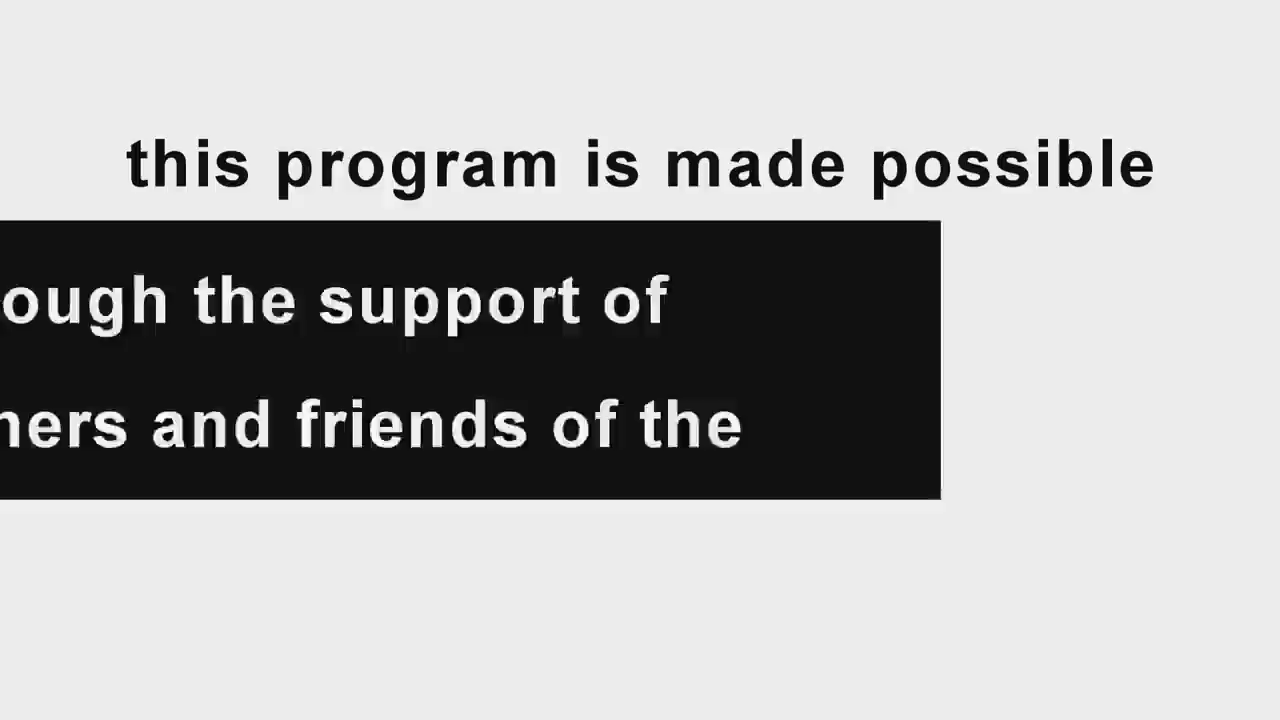 this program is made possible
ough the support of
ners and friends of the